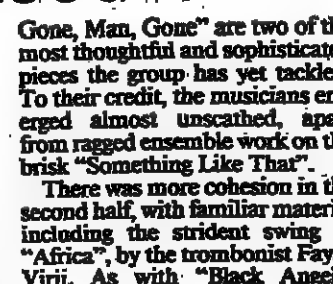 Gone, Man, Gone" are two of th
most thoughtful and sophisticate
pieces the group has yet tackle
To their credit, the musicians em
erged almost unscathed, apa
from ragged ensemble work on th
brisk "Something Like That".
There was more cohesion in th
second half, with familiar materi
including the strident swing
"Africa", by the trombonist Fay
Virji. As with "Black Ange